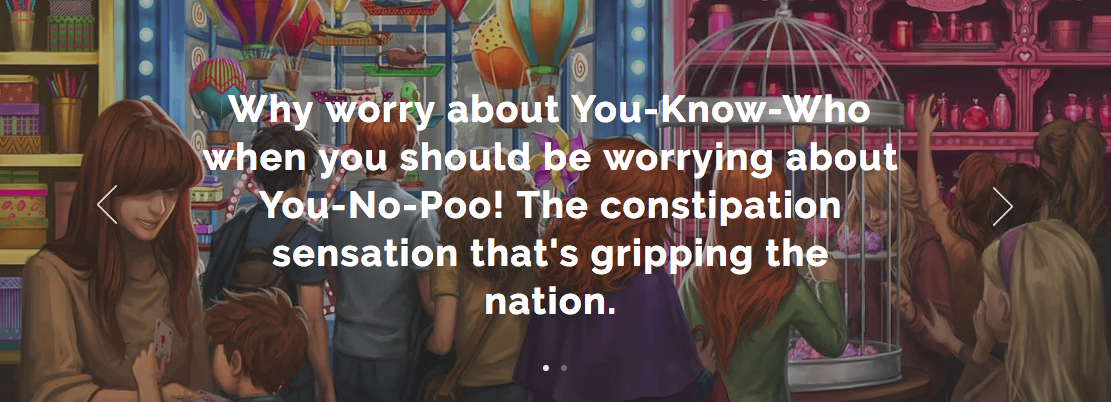 Why worry about You-Know-Who
when you should be worrying about
You-No-Poo! The constipation
sensation that's gripping the
nation.